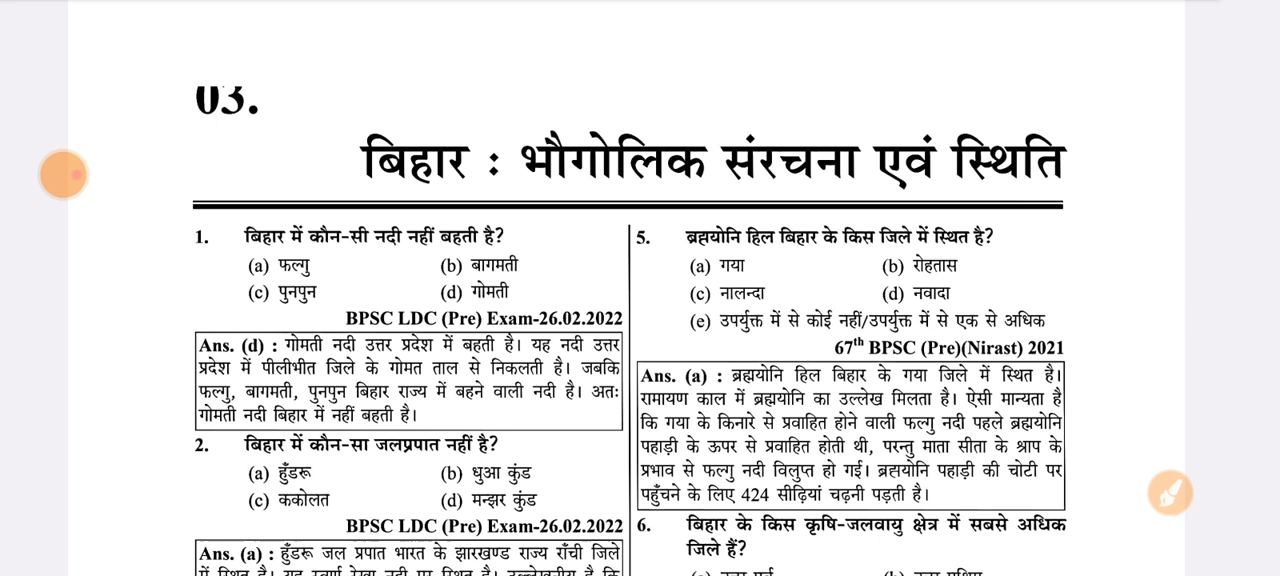 03.
बिहार : भौगोलिक संरचना एवं स्थिति
1. बिहार में कौन-सी नदी नहीं बहती है?
(a) फल्गु (b) बागमती
(c) पुनपुन (d) गोमती
BPSC LDC (Pre) Exam-26.02.2022
Ans. (d) : गोमती नदी उत्तर प्रदेश में बहती है। यह नदी उत्तर
प्रदेश में पीलीभीत जिले के गोमत ताल से निकलती है। जबकि
फल्गु, बागमती, पुनपुन बिहार राज्य में बहने वाली नदी है। अतः
गोमती नदी बिहार में नहीं बहती है।
2. बिहार में कौन-सा जलप्रपात नहीं है?
(a) हुँडरू (b) धुआ कुंड
(c) ककोलत (d) मन्झर कुंड
BPSC LDC (Pre) Exam-26.02.2022
Ans. (a) : हुँडरू जल प्रपात भारत के झारखण्ड राज्य राँची जिले
5. ब्रह्मयोनि हिल बिहार के किस जिले में स्थित है?
(a) गया (b) रोहतास
(c) नालन्दा (d) नवादा
(e) उपर्युक्त में से कोई नहीं/उपर्युक्त में से एक से अधिक
67th BPSC (Pre)(Nirast) 2021
Ans. (a) : ब्रह्मयोनि हिल बिहार के गया जिले में स्थित है।
रामायण काल में ब्रह्मयोनि का उल्लेख मिलता है। ऐसी मान्यता है
कि गया के किनारे से प्रवाहित होने वाली फल्गु नदी पहले ब्रह्मयोनि
पहाड़ी के ऊपर से प्रवाहित होती थी, परन्तु माता सीता के श्राप के
प्रभाव से फल्गु नदी विलुप्त हो गई। ब्रह्मयोनि पहाड़ी की चोटी पर
पहुँचने के लिए 424 सीढ़ियां चढ़नी पड़ती है।
6. बिहार के किस कृषि-जलवायु क्षेत्र में सबसे अधिक
जिले हैं?